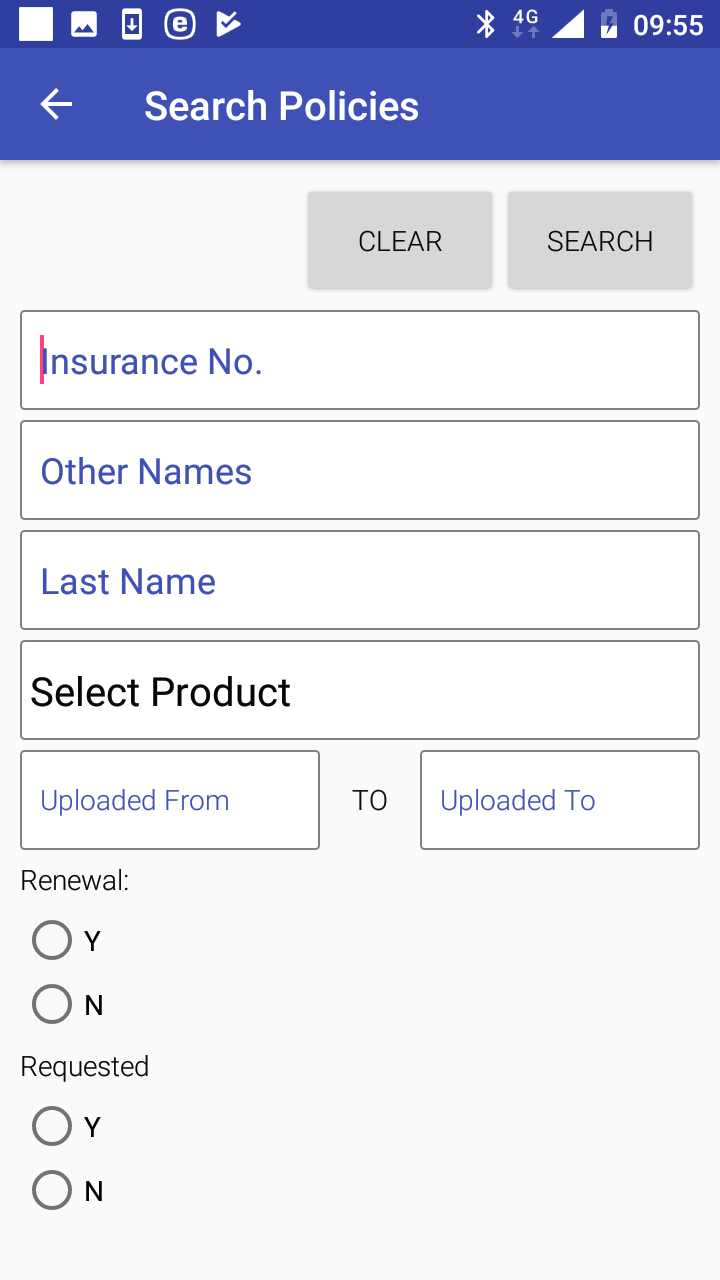 4G 09:55
Search Policies
CLEAR SEARCH
Insurance No.
Other Names
Last Name
Select Product
Uploaded From TO Uploaded To
Renewal:
Y
N
Requested
Y
N